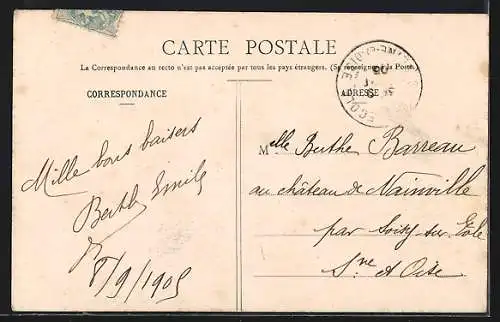 CARTE POSTALE
La Correspondance au recto n'est pas acceptée par tous les pays étrangers. (Se renseigner à la Poste)
CORRESPONDANCE
ADRESSE
Mille bons baisers
Berthe Emile
8/9/1905
Melle Berthe Barreau
au château de Nainville
par Soisy sur Ecole
Sne et Oise